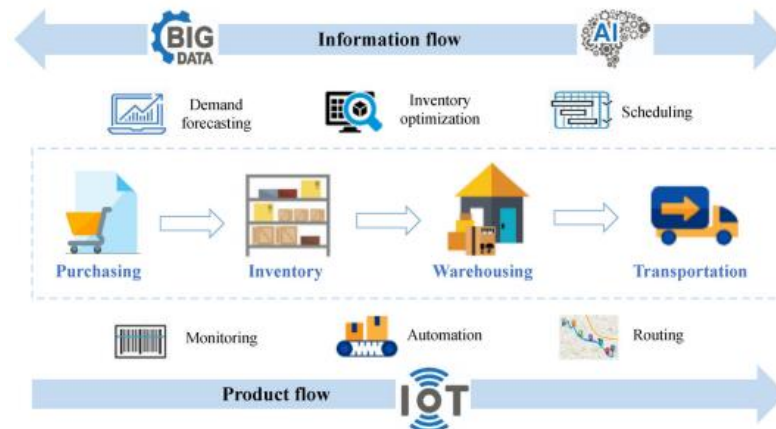 BIG
DATA
Information flow
AI
Demand
forecasting
Inventory
optimization
Scheduling
Purchasing
Inventory
Warehousing
Transportation
Monitoring
Automation
Routing
Product flow
IOT